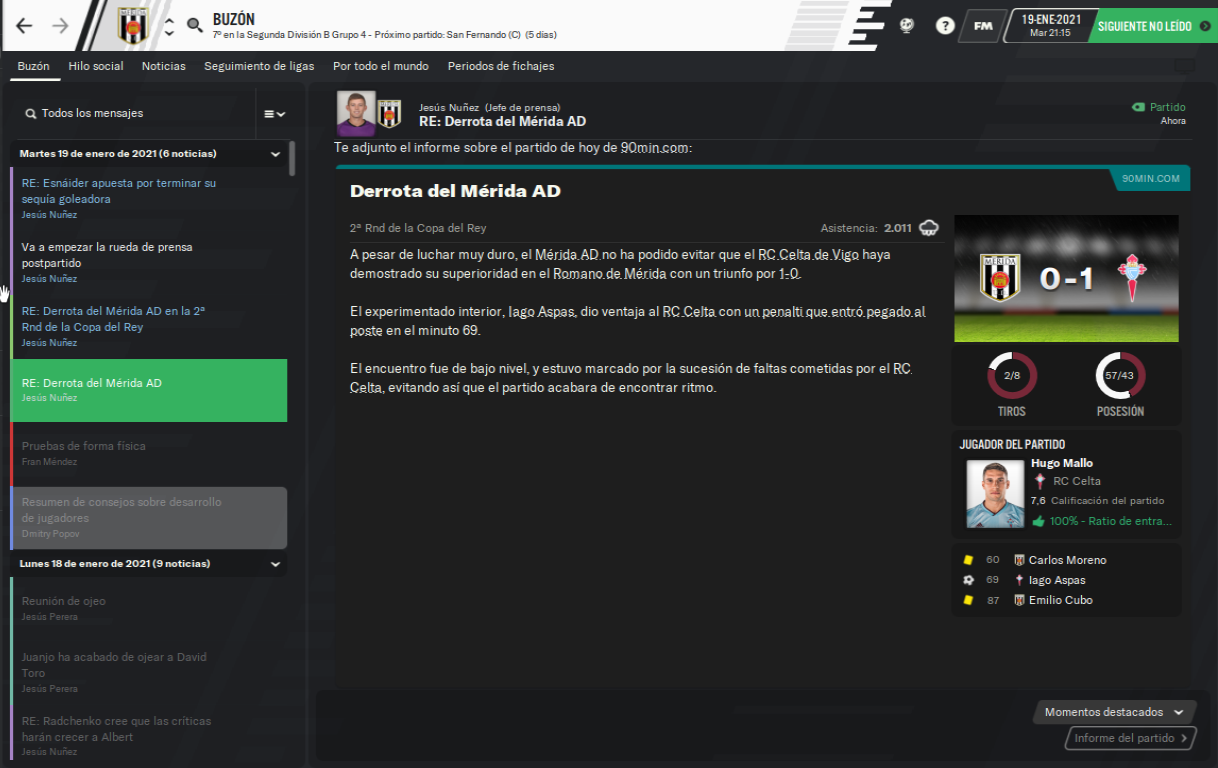 BUZÓN
7º en la Segunda División B Grupo 4 - Próximo partido: San Fernando (C) (5 días)
?
FM
19-ENE-2021
Mar 21:15
SIGUIENTE NO LEÍDO
Buzón
Hilo social
Noticias
Seguimiento de ligas
Por todo el mundo
Periodos de fichajes
Todos los mensajes
Martes 19 de enero de 2021 (6 noticias)
RE: Esnáider apuesta por terminar su
sequía goleadora
Jesús Nuñez
Va a empezar la rueda de prensa
postpartido
Jesús Nuñez
RE: Derrota del Mérida AD en la 2ª
Rnd de la Copa del Rey
Jesús Nuñez
RE: Derrota del Mérida AD
Jesús Nuñez
Pruebas de forma física
Fran Méndez
Resumen de consejos sobre desarrollo
de jugadores
Dmitry Popov
Lunes 18 de enero de 2021 (9 noticias)
Reunión de ojeo
Jesús Perera
Juanjo ha acabado de ojear a David
Toro
Jesús Perera
RE: Radchenko cree que las críticas
harán crecer a Albert
Jesús Nuñez
Jesús Nuñez (Jefe de prensa)
RE: Derrota del Mérida AD
Partido
Ahora
Te adjunto el informe sobre el partido de hoy de 90min.com:
90MIN.COM
Derrota del Mérida AD
2ª Rnd de la Copa del Rey
Asistencia: 2.011
A pesar de luchar muy duro, el Mérida AD no ha podido evitar que el RC Celta de Vigo haya
demostrado su superioridad en el Romano de Mérida con un triunfo por 1-0.
El experimentado interior, Iago Aspas, dio ventaja al RC Celta con un penalti que entró pegado al
poste en el minuto 69.
El encuentro fue de bajo nivel, y estuvo marcado por la sucesión de faltas cometidas por el RC
Celta, evitando así que el partido acabara de encontrar ritmo.
MÉRIDA
0-1
2/8
57/43
TIROS
POSESIÓN
JUGADOR DEL PARTIDO
Hugo Mallo
RC Celta
7,6 Calificación del partido
100% - Ratio de entra...
60 Carlos Moreno
69 Iago Aspas
87 Emilio Cubo
Momentos destacados
Informe del partido